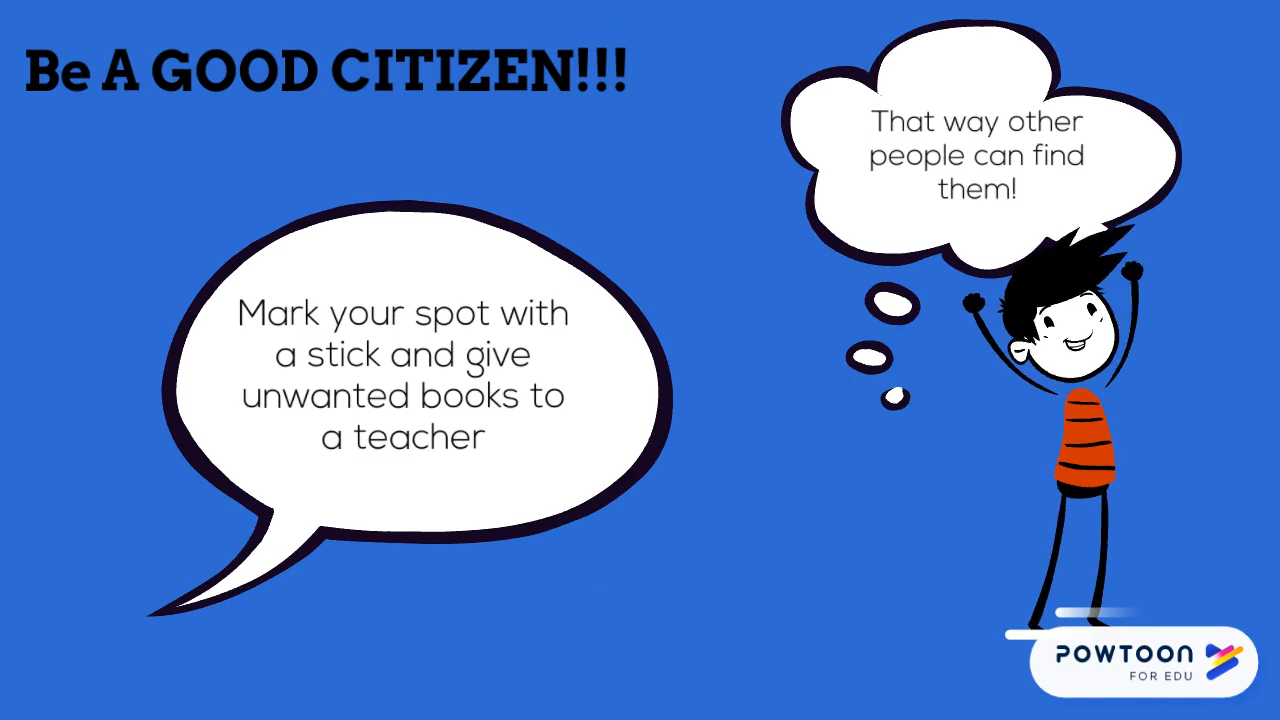 Be A GOOD CITIZEN!!!
That way other
people can find
them!
Mark your spot with
a stick and give
unwanted books to
a teacher
POWTOON
FOR EDU